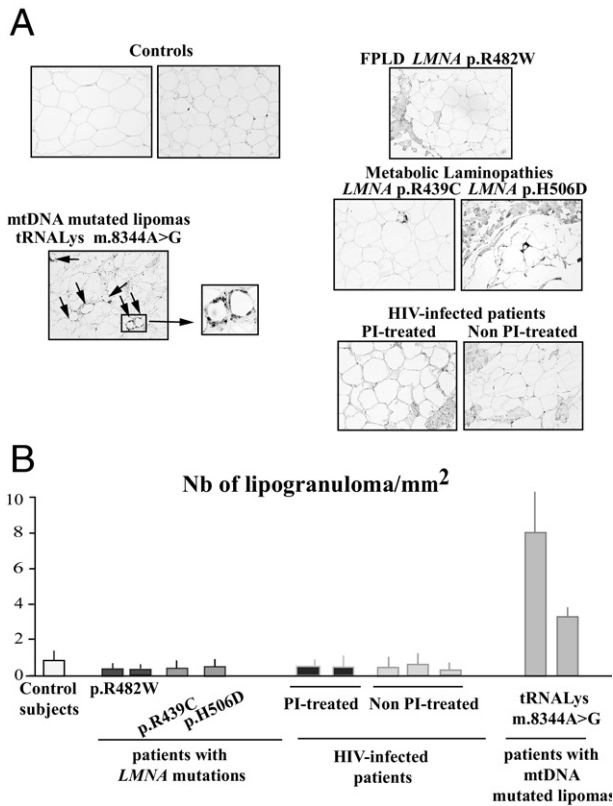 A
Controls
FPLD LMNA p.R482W
Metabolic Laminopathies
LMNA p.R439C LMNA p.H506D
mtDNA mutated lipomas
tRNALys m.8344A>G
HIV-infected patients
PI-treated Non PI-treated
B
Nb of lipogranuloma/mm²
10
8
6
4
2
0
Control
subjects
p.R482W
p.R439C
p.H506D
patients with
LMNA mutations
PI-treated Non PI-treated
HIV-infected
patients
tRNALys
m.8344A>G
patients with
mtDNA
mutated lipomas